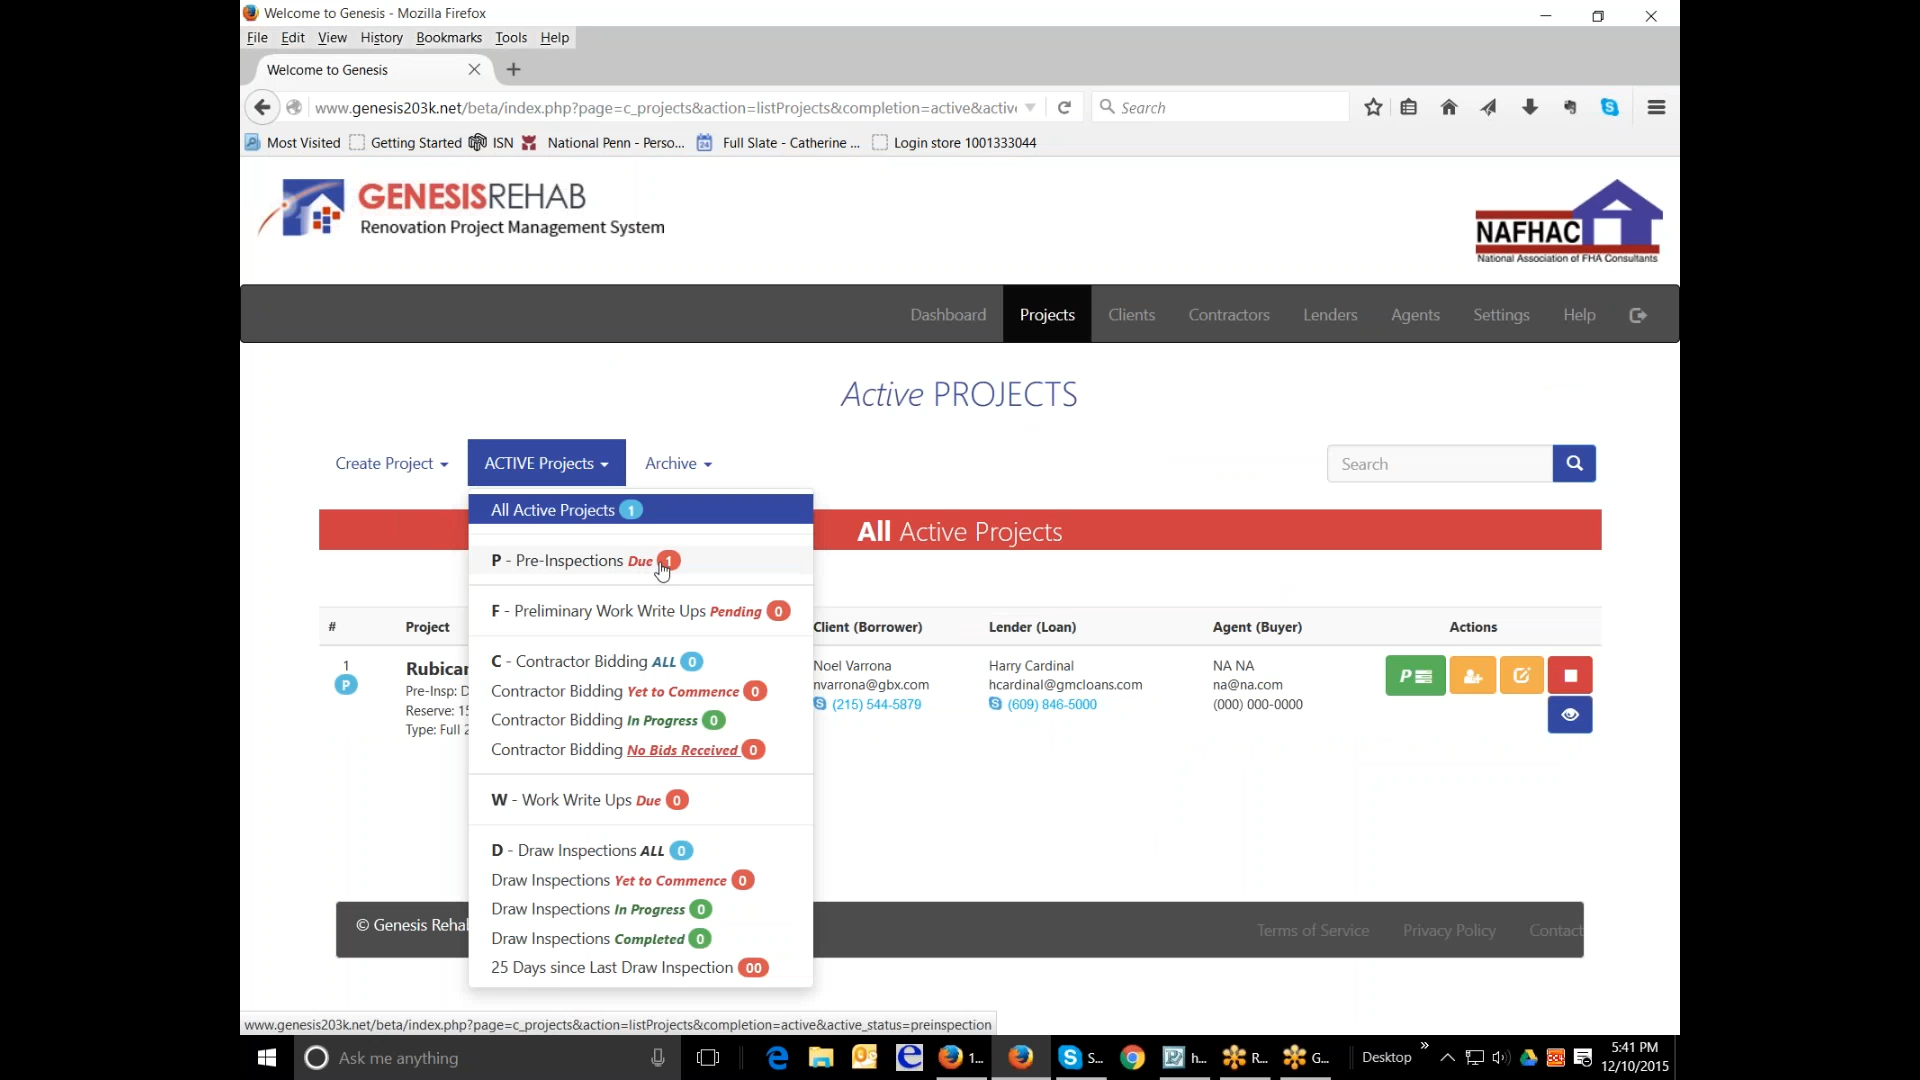 Welcome to Genesis - Mozilla Firefox
File Edit View History Bookmarks Tools Help
Welcome to Genesis
www.genesis203k.net/beta/index.php?page=c_projects&action=listProjects&completion=active&activ
Search
Most Visited Getting Started ISN National Penn - Perso... 24 Full Slate - Catherine ... Login store 1001333044
GENESISREHAB
Renovation Project Management System
NAFHAC
National Association of FHA Consultants
Dashboard Projects Clients Contractors Lenders Agents Settings Help
Active PROJECTS
Create Project ACTIVE Projects Archive Search
All Active Projects 1
All Active Projects
P - Pre-Inspections Due 1
F - Preliminary Work Write Ups Pending 0
C - Contractor Bidding ALL 0
Contractor Bidding Yet to Commence 0
Contractor Bidding In Progress 0
Contractor Bidding No Bids Received 0
W - Work Write Ups Due 0
D - Draw Inspections ALL 0
Draw Inspections Yet to Commence 0
Draw Inspections In Progress 0
Draw Inspections Completed 0
25 Days since Last Draw Inspection 00
# Project Client (Borrower) Lender (Loan) Agent (Buyer) Actions
1 Rubicar Noel Varrona Harry Cardinal NA NA P
P Pre-Insp: D nvarrona@gbx.com hcardinal@gmcloans.com na@na.com
Reserve: 15 (215) 544-5879 (609) 846-5000 (000) 000-0000
Type: Full 2
© Genesis Rehal Terms of Service Privacy Policy Contact
www.genesis203k.net/beta/index.php?page=c_projects&action=listProjects&completion=active&active_status=preinspection
Ask me anything 1... S... h... R... G... Desktop 5:41 PM
12/10/2015